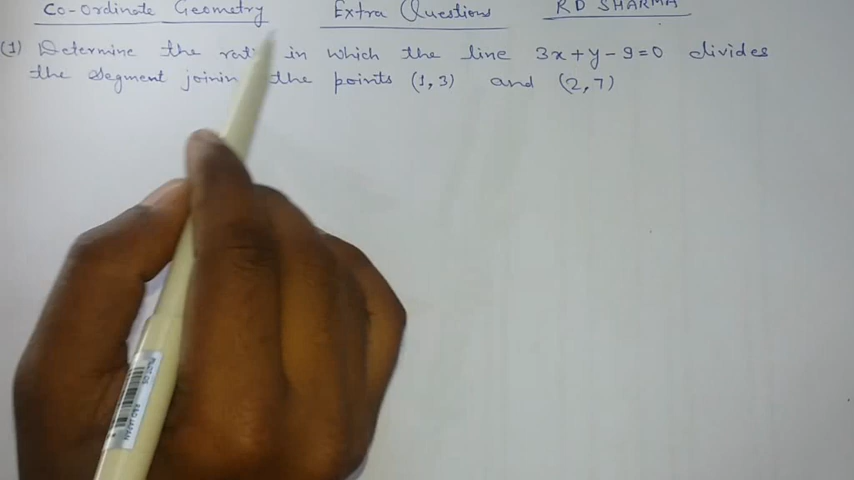 Co-Ordinate Geometry Extra Questions RD SHARMA
(1) Determine the in which the line 3x+y-9=0 divides
the segment the points (1,3) and (2,7)